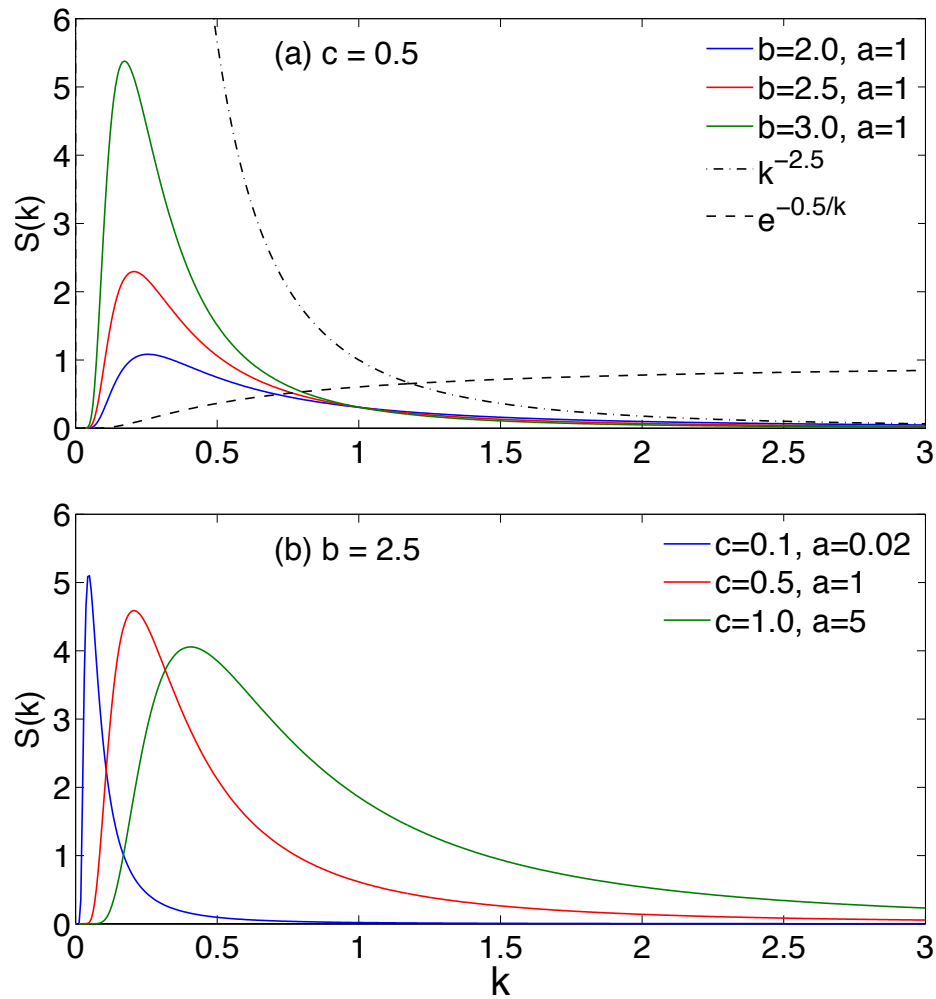 6
5
4
3
2
1
0
S(k)
(a) c = 0.5
b=2.0, a=1
b=2.5, a=1
b=3.0, a=1
k^−2.5
e^−0.5/k
0 0.5 1 1.5 2 2.5 3
6
5
4
3
2
1
0
S(k)
(b) b = 2.5
c=0.1, a=0.02
c=0.5, a=1
c=1.0, a=5
0 0.5 1 1.5 2 2.5 3
k